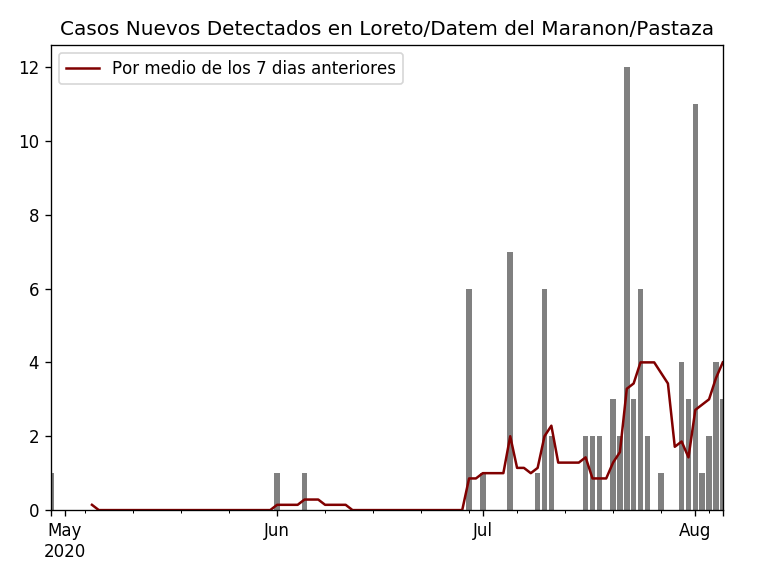 Casos Nuevos Detectados en Loreto/Datem del Maranon/Pastaza
Por medio de los 7 dias anteriores
12
10
8
6
4
2
0
May Jun Jul Aug
2020